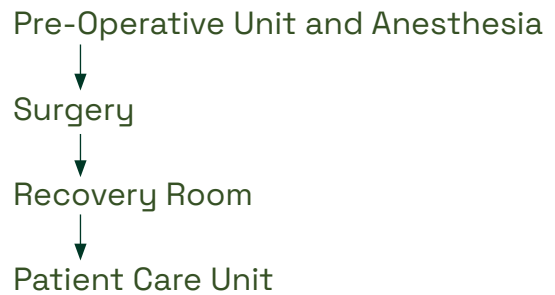 Pre-Operative Unit and Anesthesia
Surgery
Recovery Room
Patient Care Unit